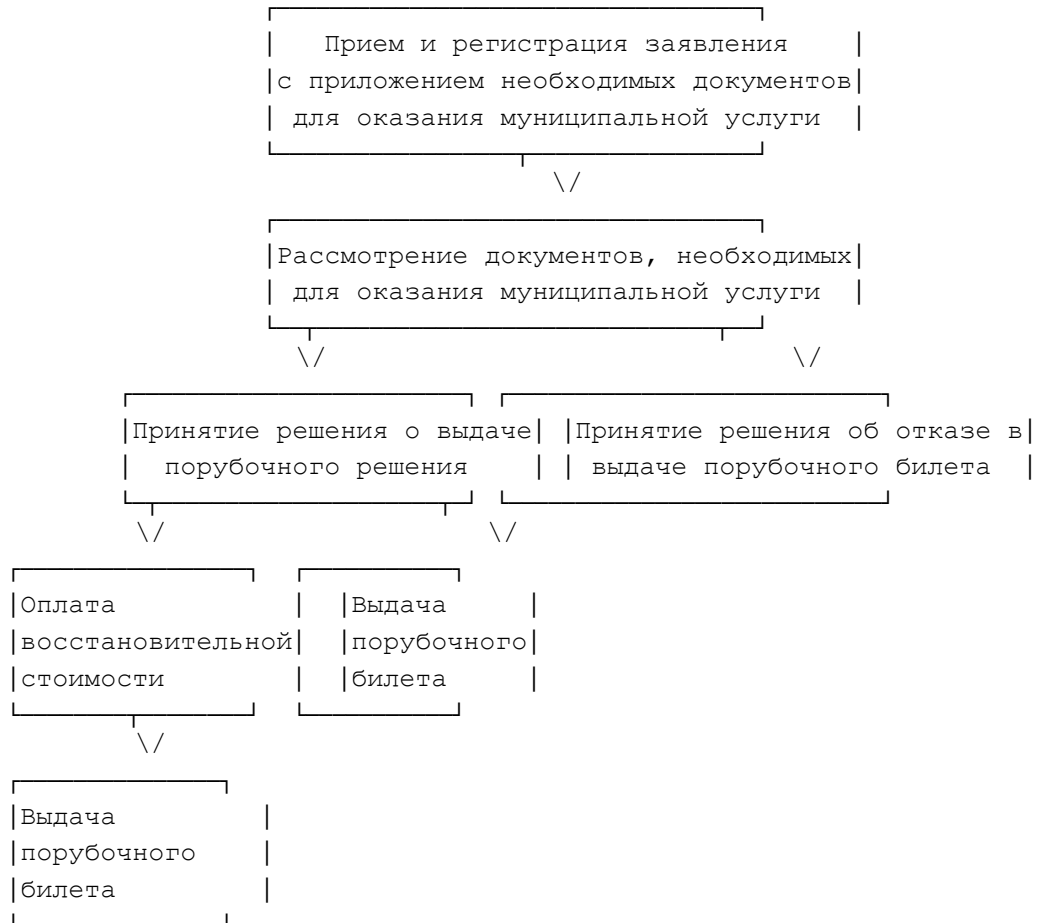 Прием и регистрация заявления
с приложением необходимых документов
для оказания муниципальной услуги
Рассмотрение документов, необходимых
для оказания муниципальной услуги
Принятие решения о выдаче
порубочного решения
Принятие решения об отказе в
выдаче порубочного билета
Оплата
восстановительной
стоимости
Выдача
порубочного
билета
Выдача
порубочного
билета